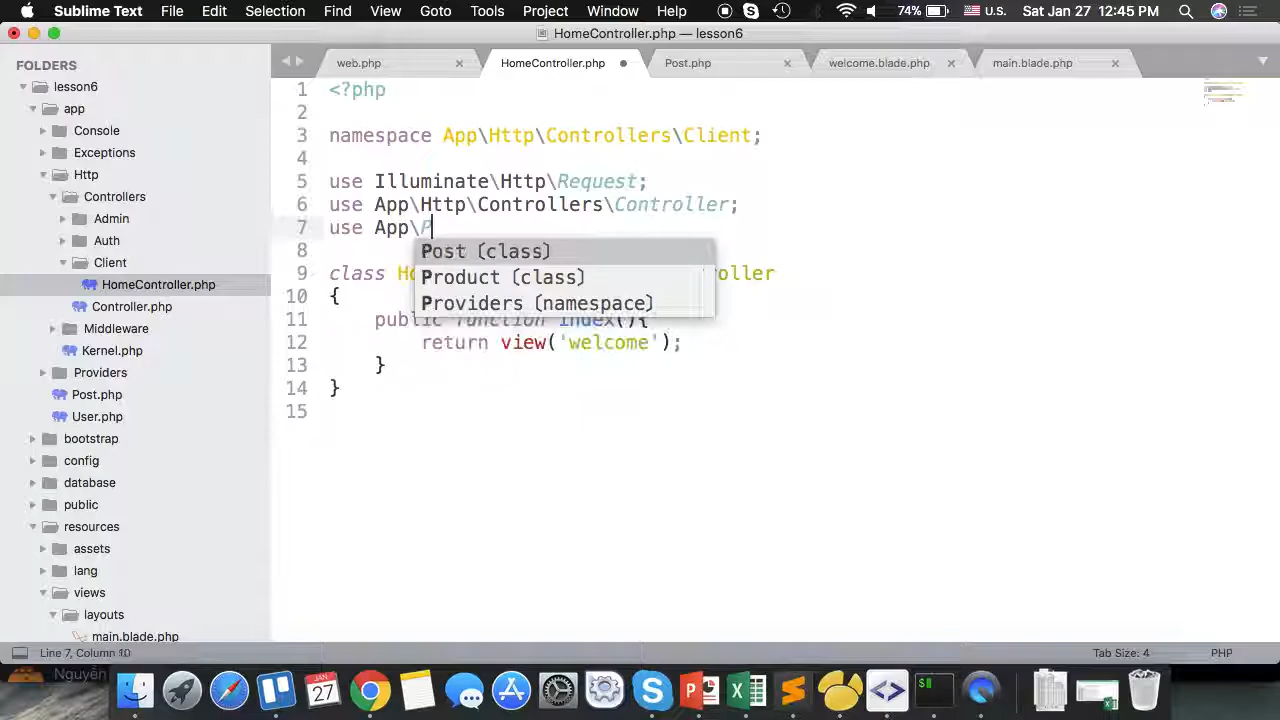 Sublime Text File Edit Selection Find View Goto Tools Project Window Help 74% U.S. Sat Jan 27 12:45 PM
HomeController.php — lesson6
FOLDERS
lesson6
app
Console
Exceptions
Http
Controllers
Admin
Auth
Client
HomeController.php
Controller.php
Middleware
Kernel.php
Providers
Post.php
User.php
bootstrap
config
database
public
resources
assets
lang
views
layouts
main.blade.php
web.php HomeController.php Post.php welcome.blade.php main.blade.php
1 <?php
2
3 namespace App\Http\Controllers\Client;
4
5 use Illuminate\Http\Request;
6 use App\Http\Controllers\Controller;
7 use App\P
Post (class)
Product (class)
Providers (namespace)
8
9 class H oller
10 {
11 public function index(){
12 return view('welcome');
13 }
14 }
15
Line 7, Column 10 Tab Size: 4 PHP
Nguyễn
JAN
27
$